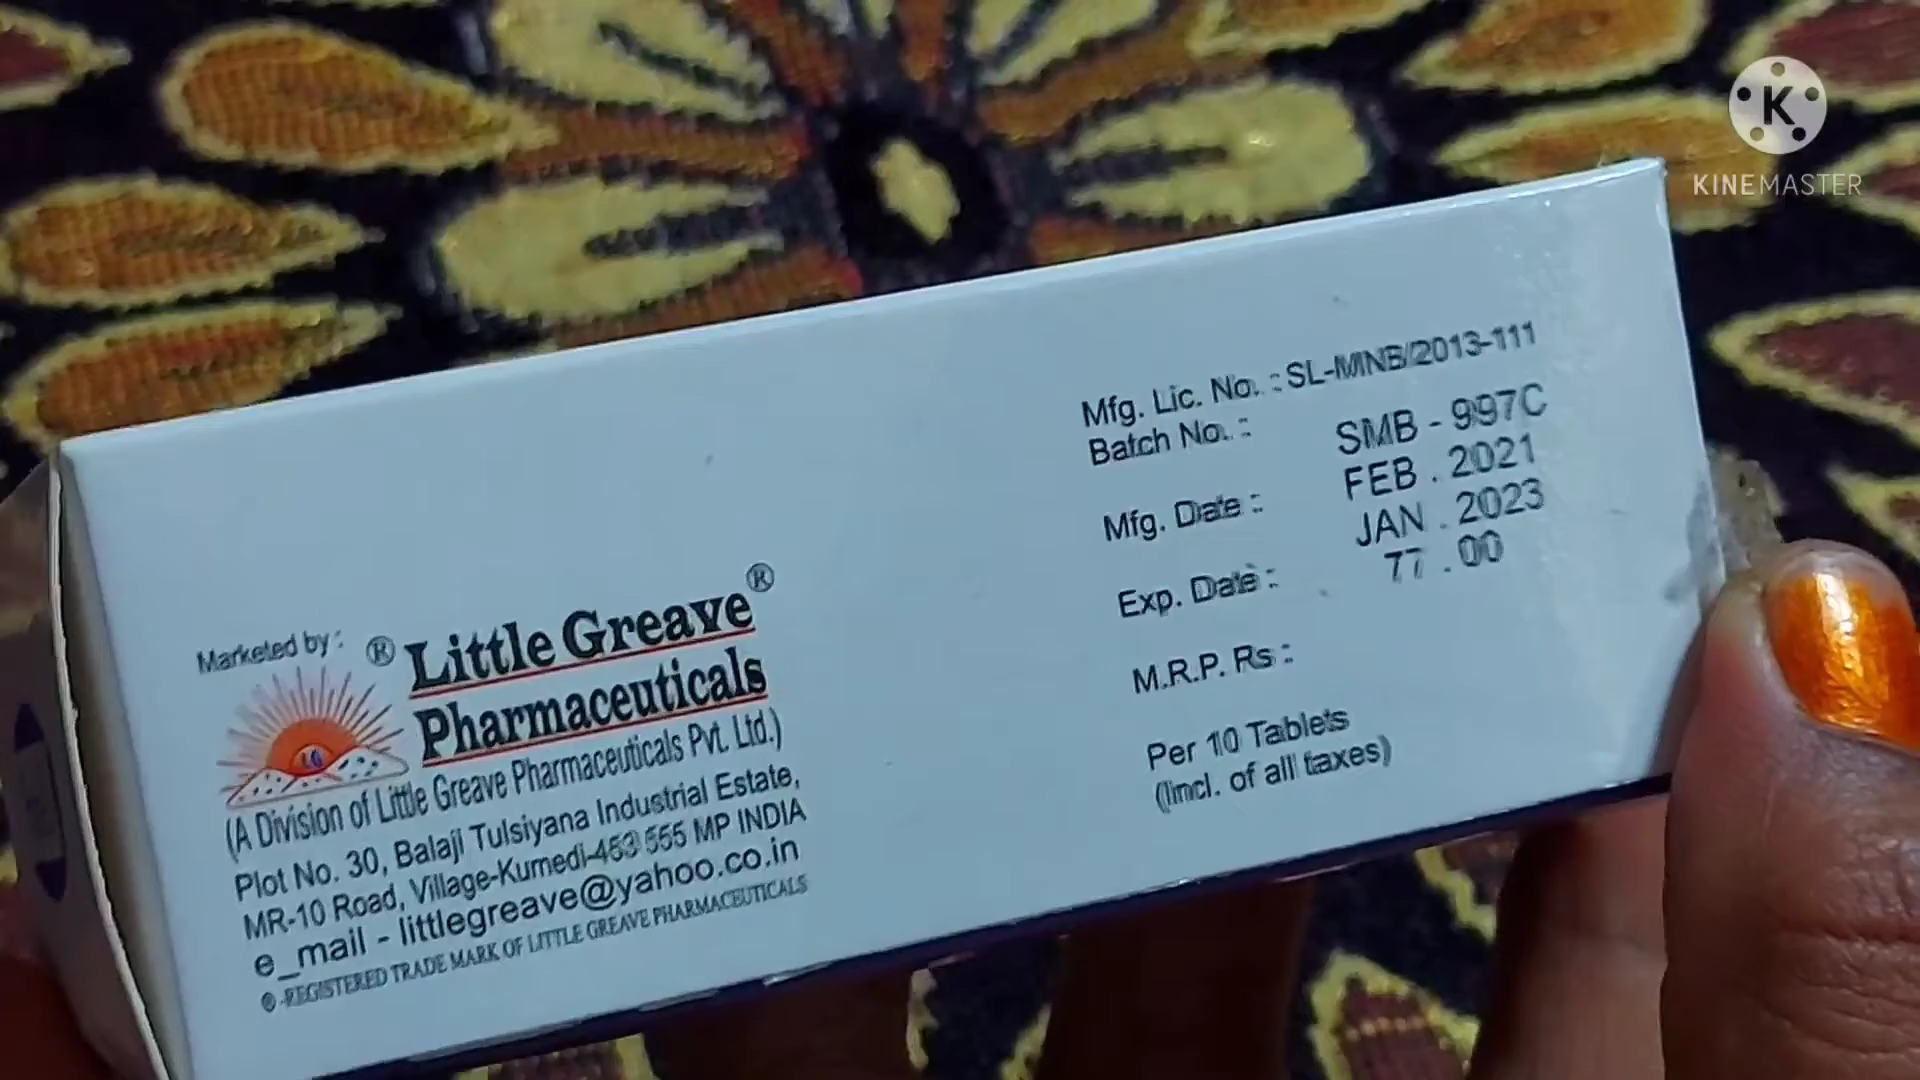 KINEMASTER
Marketed by :
® Little Greave®
Pharmaceuticals
(A Division of Little Greave Pharmaceuticals Pvt. Ltd.)
Plot No. 30, Balaji Tulsiyana Industrial Estate,
MR-10 Road, Village-Kumedi-453 555 MP INDIA
e_mail - littlegreave@yahoo.co.in
® -REGISTERED TRADE MARK OF LITTLE GREAVE PHARMACEUTICALS
Mfg. Lic. No. : SL-MNB/2013-111
Batch No. : SMB - 997C
Mfg. Date : FEB . 2021
Exp. Date : JAN . 2023
M.R.P. Rs : 77 . 00
Per 10 Tablets
(Incl. of all taxes)